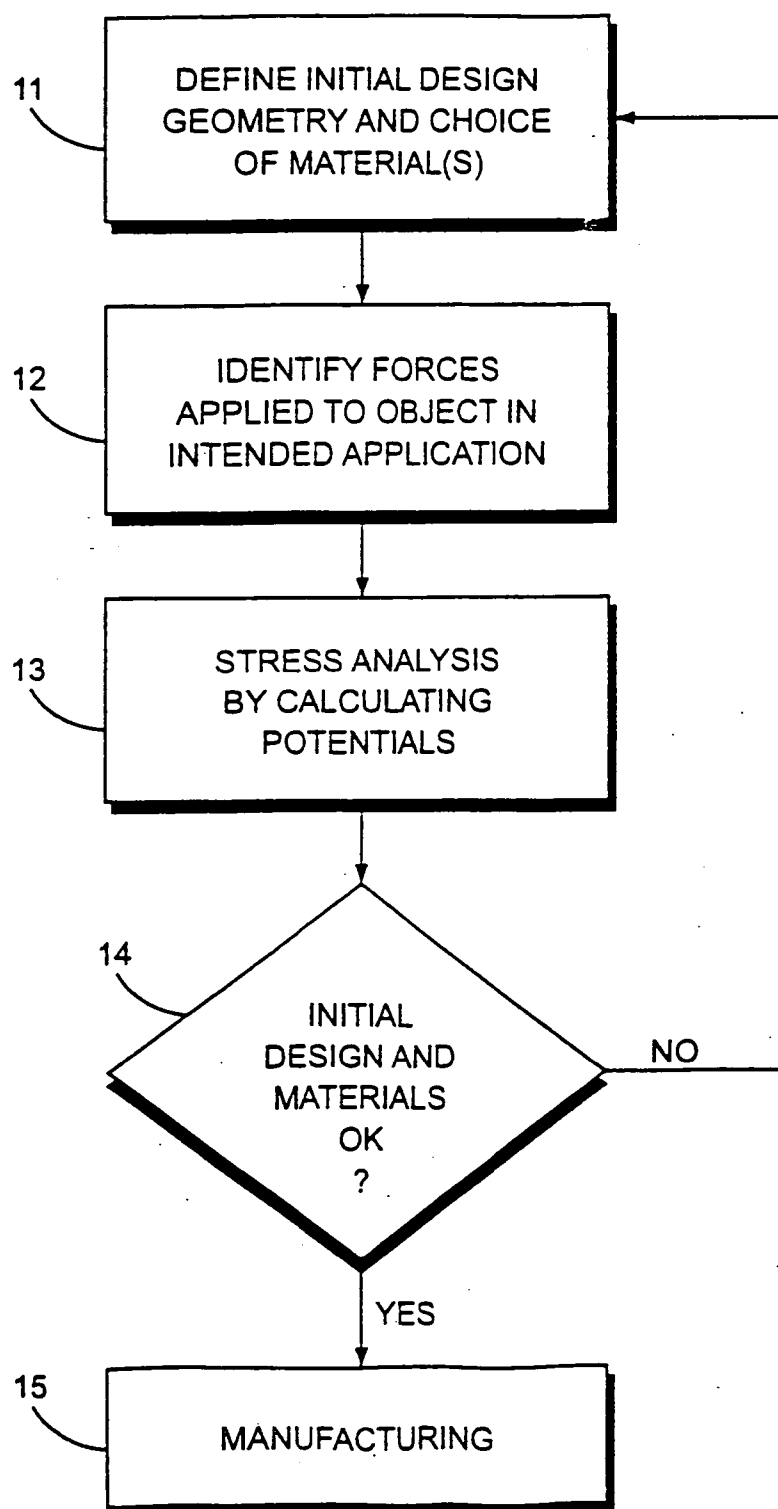 11
DEFINE INITIAL DESIGN
GEOMETRY AND CHOICE
OF MATERIAL(S)
12
IDENTIFY FORCES
APPLIED TO OBJECT IN
INTENDED APPLICATION
13
STRESS ANALYSIS
BY CALCULATING
POTENTIALS
14
INITIAL
DESIGN AND
MATERIALS
OK
?
NO
YES
15
MANUFACTURING